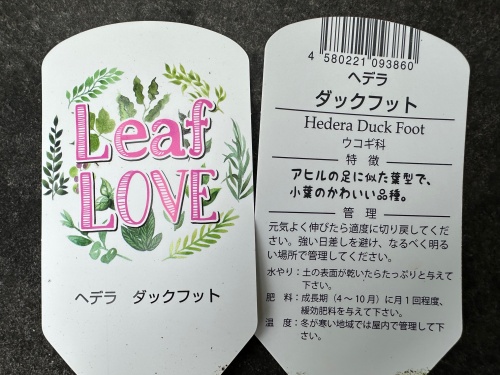 Leaf
LOVE
ヘデラ ダックフット
4 580221 093860
ヘデラ
ダックフット
Hedera Duck Foot
ウコギ科
特 徴
アヒルの足に似た葉型で、
小葉のかわいい品種。
管 理
元気よく伸びたら適度に切り戻してくだ
さい。強い日差しを避け、なるべく明る
い場所で管理してください。
水やり：土の表面が乾いたらたっぷりと与えて
下さい。
肥 料：成長期（4～10月）に月1回程度、
緩効肥料を与えて下さい。
温 度：冬が寒い地域では屋内で管理して下
さい。